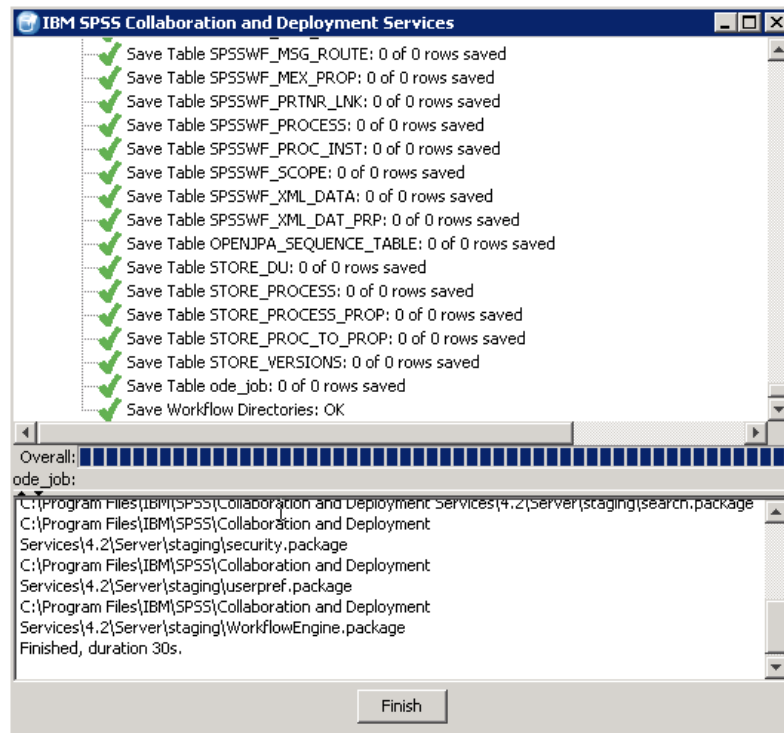 IBM SPSS Collaboration and Deployment Services
Save Table SPSSWF_MSG_ROUTE: 0 of 0 rows saved
Save Table SPSSWF_MEX_PROP: 0 of 0 rows saved
Save Table SPSSWF_PRTNR_LNK: 0 of 0 rows saved
Save Table SPSSWF_PROCESS: 0 of 0 rows saved
Save Table SPSSWF_PROC_INST: 0 of 0 rows saved
Save Table SPSSWF_SCOPE: 0 of 0 rows saved
Save Table SPSSWF_XML_DATA: 0 of 0 rows saved
Save Table SPSSWF_XML_DAT_PRP: 0 of 0 rows saved
Save Table OPENJPA_SEQUENCE_TABLE: 0 of 0 rows saved
Save Table STORE_DU: 0 of 0 rows saved
Save Table STORE_PROCESS: 0 of 0 rows saved
Save Table STORE_PROCESS_PROP: 0 of 0 rows saved
Save Table STORE_PROC_TO_PROP: 0 of 0 rows saved
Save Table STORE_VERSIONS: 0 of 0 rows saved
Save Table ode_job: 0 of 0 rows saved
Save Workflow Directories: OK
Overall:
ode_job:
C:\Program Files\IBM\SPSS\Collaboration and Deployment Services\4.2\Server\staging\search.package
C:\Program Files\IBM\SPSS\Collaboration and Deployment
Services\4.2\Server\staging\security.package
C:\Program Files\IBM\SPSS\Collaboration and Deployment
Services\4.2\Server\staging\userpref.package
C:\Program Files\IBM\SPSS\Collaboration and Deployment
Services\4.2\Server\staging\WorkflowEngine.package
Finished, duration 30s.
Finish